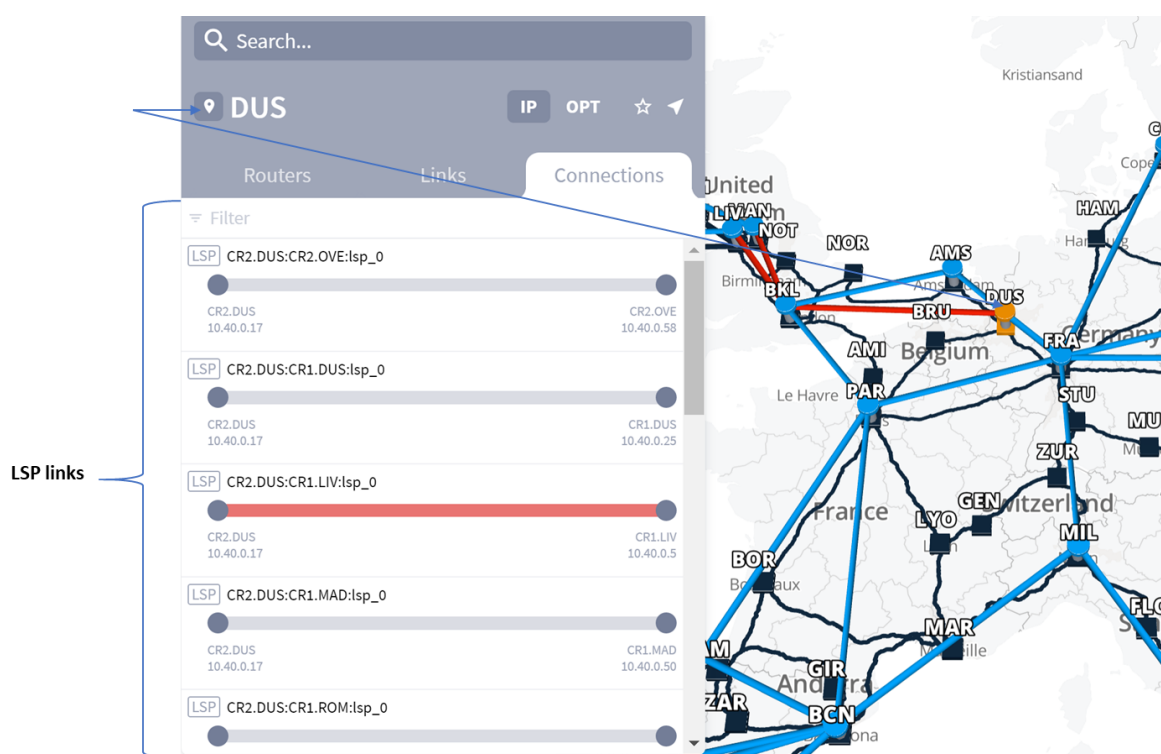 Search...
DUS
IP
OPT
Routers
Links
Connections
Filter
LSP CR2.DUS:CR2.OVE:lsp_0
CR2.DUS CR2.OVE
10.40.0.17 10.40.0.58
LSP CR2.DUS:CR1.DUS:lsp_0
CR2.DUS CR1.DUS
10.40.0.17 10.40.0.25
LSP CR2.DUS:CR1.LIV:lsp_0
CR2.DUS CR1.LIV
10.40.0.17 10.40.0.5
LSP CR2.DUS:CR1.MAD:lsp_0
CR2.DUS CR1.MAD
10.40.0.17 10.40.0.50
LSP CR2.DUS:CR1.ROM:lsp_0
LSP links
Kristiansand
United
LIV
NOT
NOR
HAM
AMS
BKL
DUS
BRU
Belgium
Germany
FRA
AMI
Le Havre
PAR
STU
MU
ZUR
GEN
Switzerland
France
LYO
MIL
BOR
MAR
FLO
GIR
ZAR
BCN